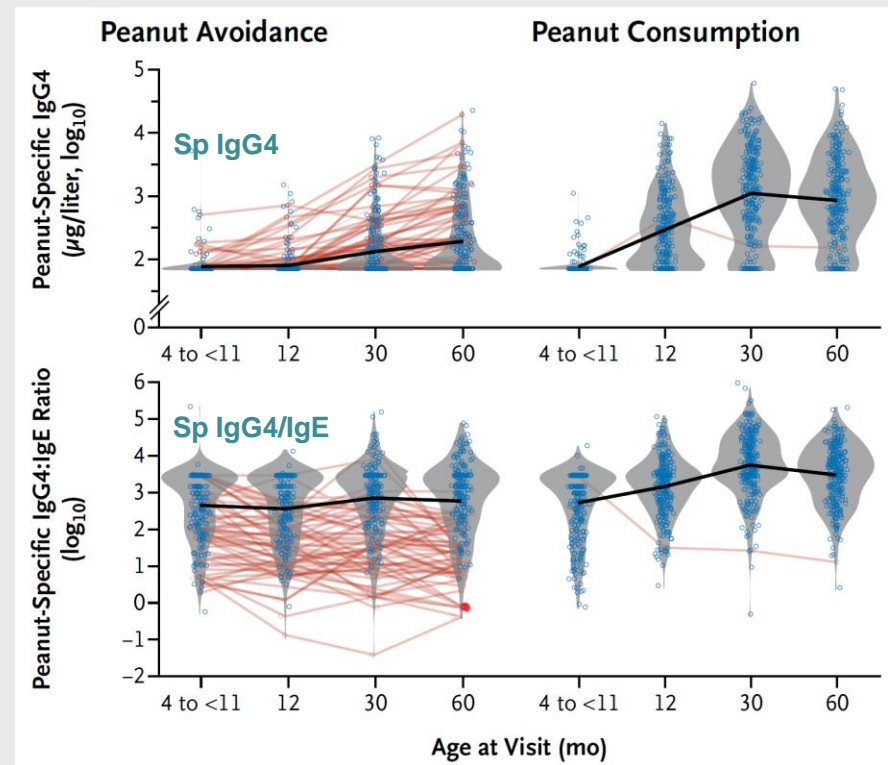 Peanut Avoidance
Peanut Consumption
Peanut-Specific IgG4
(µg/liter, log10)
5
4
3
2
0
Sp IgG4
4 to <11 12 30 60
4 to <11 12 30 60
Peanut-Specific IgG4:IgE Ratio
(log10)
6
5
4
3
2
1
0
−1
−2
Sp IgG4/IgE
4 to <11 12 30 60
4 to <11 12 30 60
Age at Visit (mo)